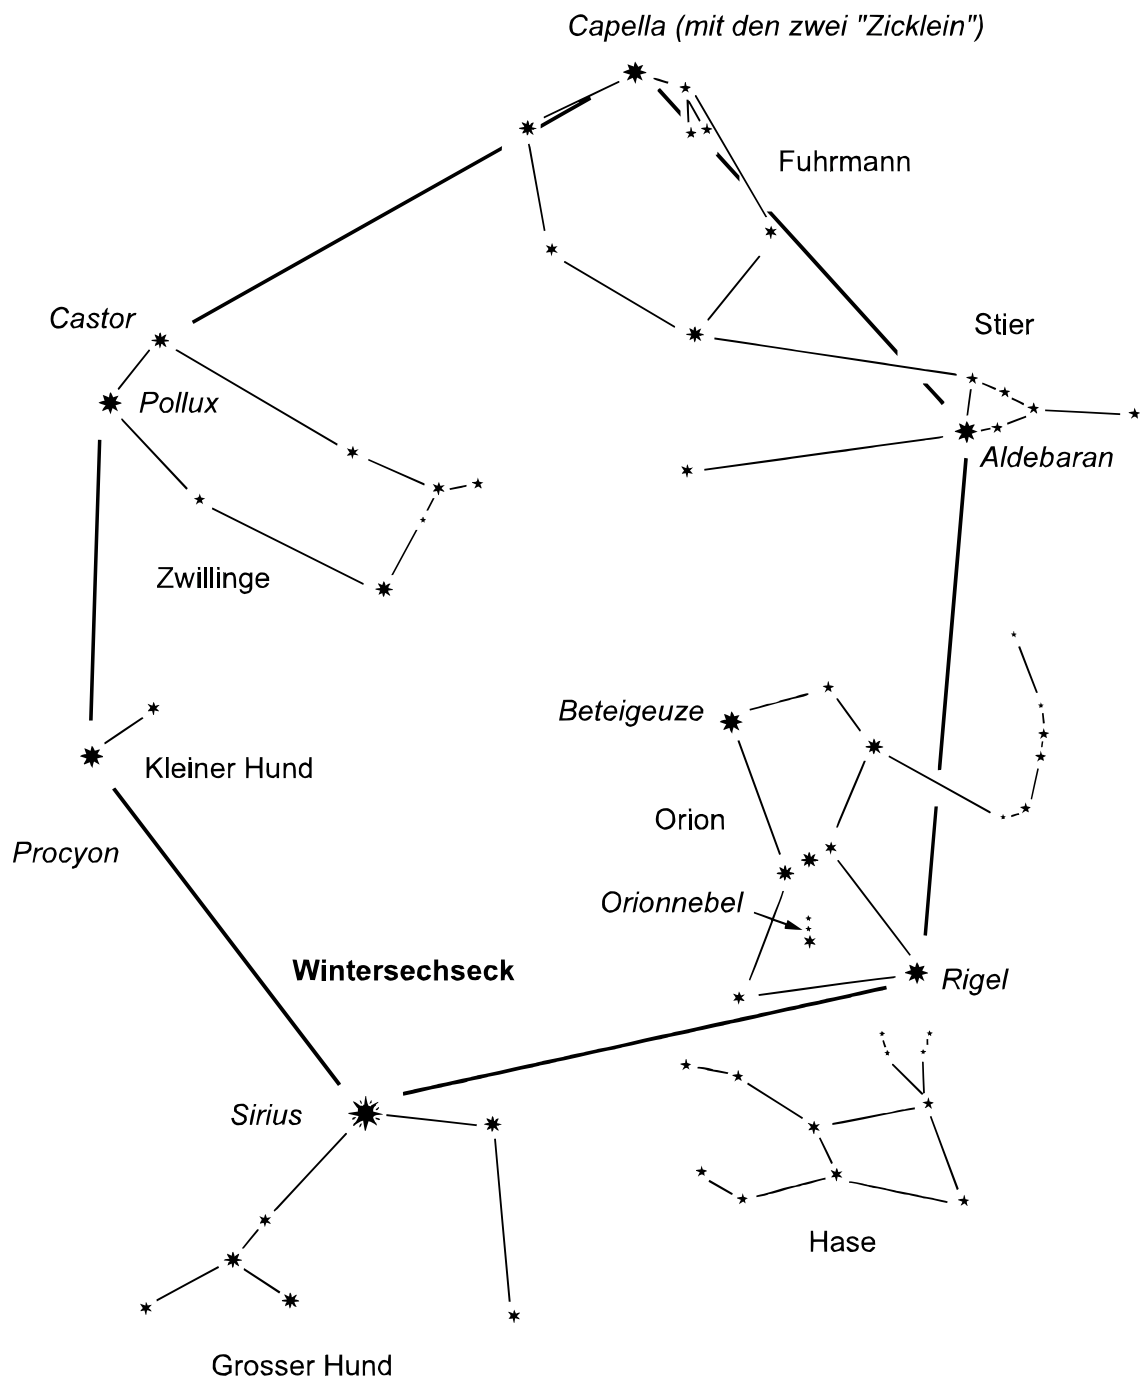 Capella (mit den zwei "Zicklein")
Fuhrmann
Castor
Stier
Pollux
Aldebaran
Zwillinge
Beteigeuze
Kleiner Hund
Orion
Procyon
Orionnebel
Wintersechseck
Rigel
Sirius
Hase
Grosser Hund